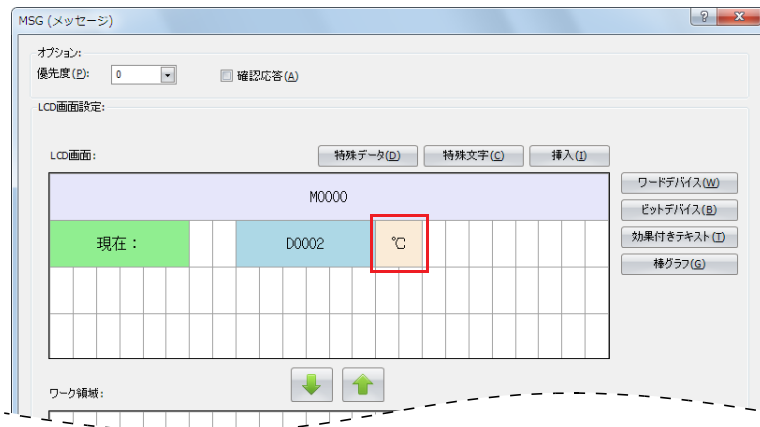 MSG (メッセージ)
オプション:
優先度(P): 0 確認応答(A)
LCD画面設定:
LCD画面: 特殊データ(D) 特殊文字(C) 挿入(I)
M0000
ワードデバイス(W)
ビットデバイス(B)
現在： D0002 ℃
効果付きテキスト(T)
棒グラフ(G)
ワーク領域: